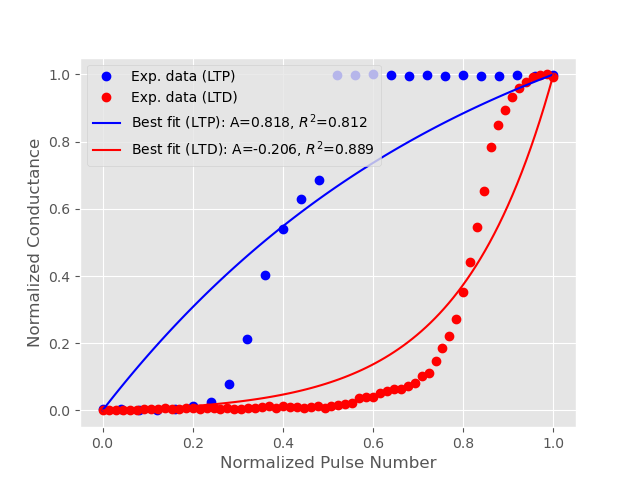 Exp. data (LTP)
Exp. data (LTD)
Best fit (LTP): A=0.818, R²=0.812
Best fit (LTD): A=-0.206, R²=0.889
Normalized Conductance
1.0
0.8
0.6
0.4
0.2
0.0
0.0 0.2 0.4 0.6 0.8 1.0
Normalized Pulse Number